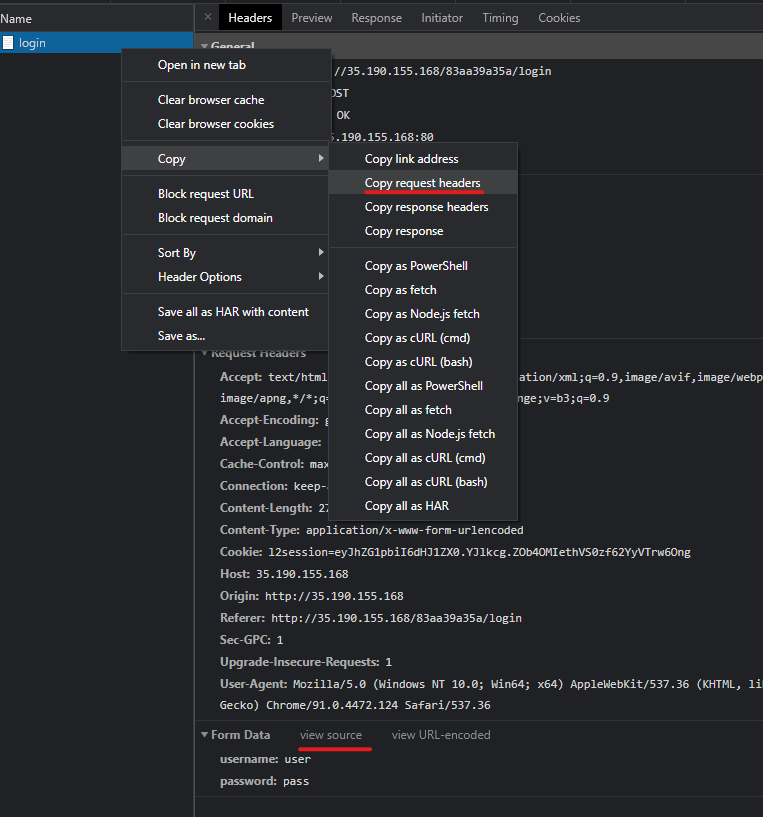 Name
login
× Headers Preview Response Initiator Timing Cookies
General
://35.190.155.168/83aa39a35a/login
OST
OK
.190.155.168:80
Open in new tab
Clear browser cache
Clear browser cookies
Copy
Block request URL
Block request domain
Sort By
Header Options
Save all as HAR with content
Save as...
Copy link address
Copy request headers
Copy response headers
Copy response
Copy as PowerShell
Copy as fetch
Copy as Node.js fetch
Copy as cURL (cmd)
Copy as cURL (bash)
Copy all as PowerShell
Copy all as fetch
Copy all as Node.js fetch
Copy all as cURL (cmd)
Copy all as cURL (bash)
Copy all as HAR
Request Headers
Accept: text/html ation/xml;q=0.9,image/avif,image/webp
image/apng,*/*;q= nge;v=b3;q=0.9
Accept-Encoding: g
Accept-Language:
Cache-Control: max
Connection: keep-a
Content-Length: 27
Content-Type: application/x-www-form-urlencoded
Cookie: l2session=eyJhZG1pbiI6dHJ1ZX0.YJlkcg.ZOb4OMIethVS0zf62YyVTrw6Ong
Host: 35.190.155.168
Origin: http://35.190.155.168
Referer: http://35.190.155.168/83aa39a35a/login
Sec-GPC: 1
Upgrade-Insecure-Requests: 1
User-Agent: Mozilla/5.0 (Windows NT 10.0; Win64; x64) AppleWebKit/537.36 (KHTML, li
Gecko) Chrome/91.0.4472.124 Safari/537.36
Form Data view source view URL-encoded
username: user
password: pass